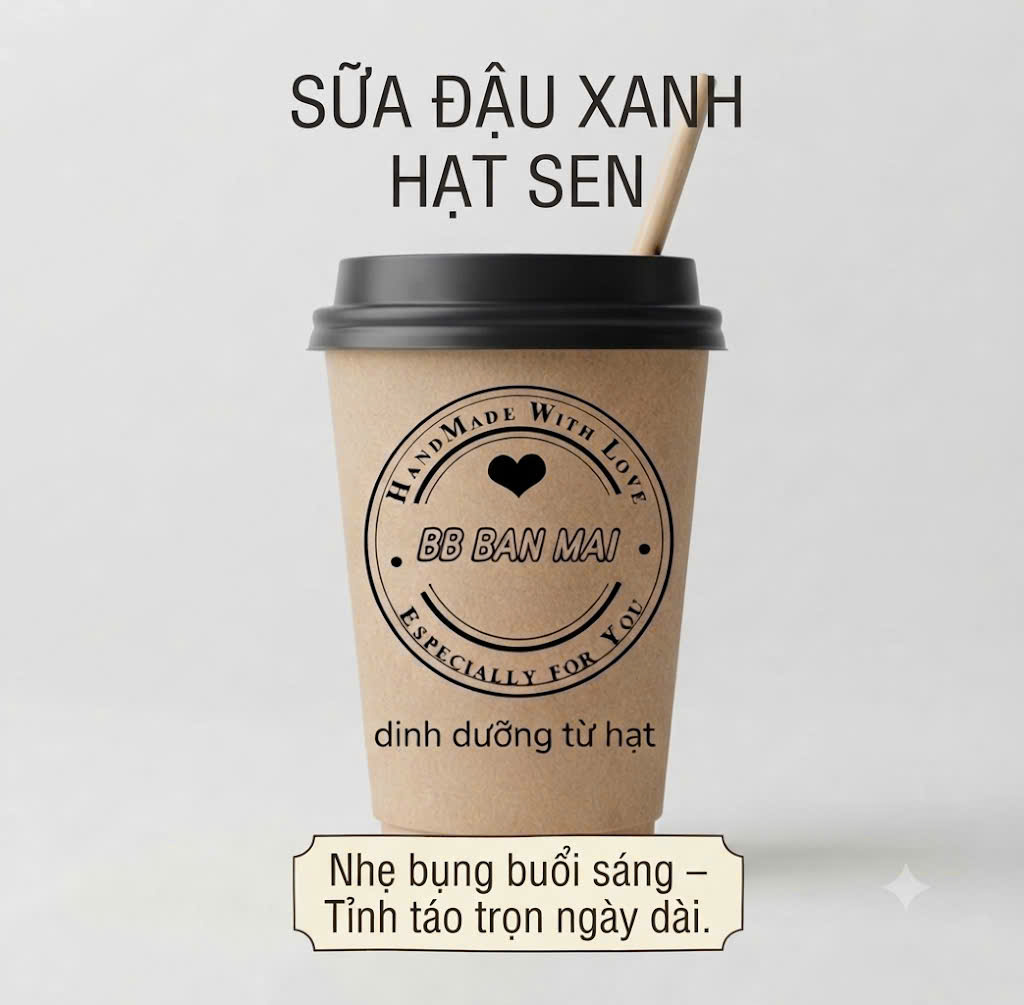 SỮA ĐẬU XANH
HẠT SEN
HANDMADE WITH LOVE
BB BAN MAI
ESPECIALLY FOR YOU
dinh dưỡng từ hạt
Nhẹ bụng buổi sáng –
Tỉnh táo trọn ngày dài.